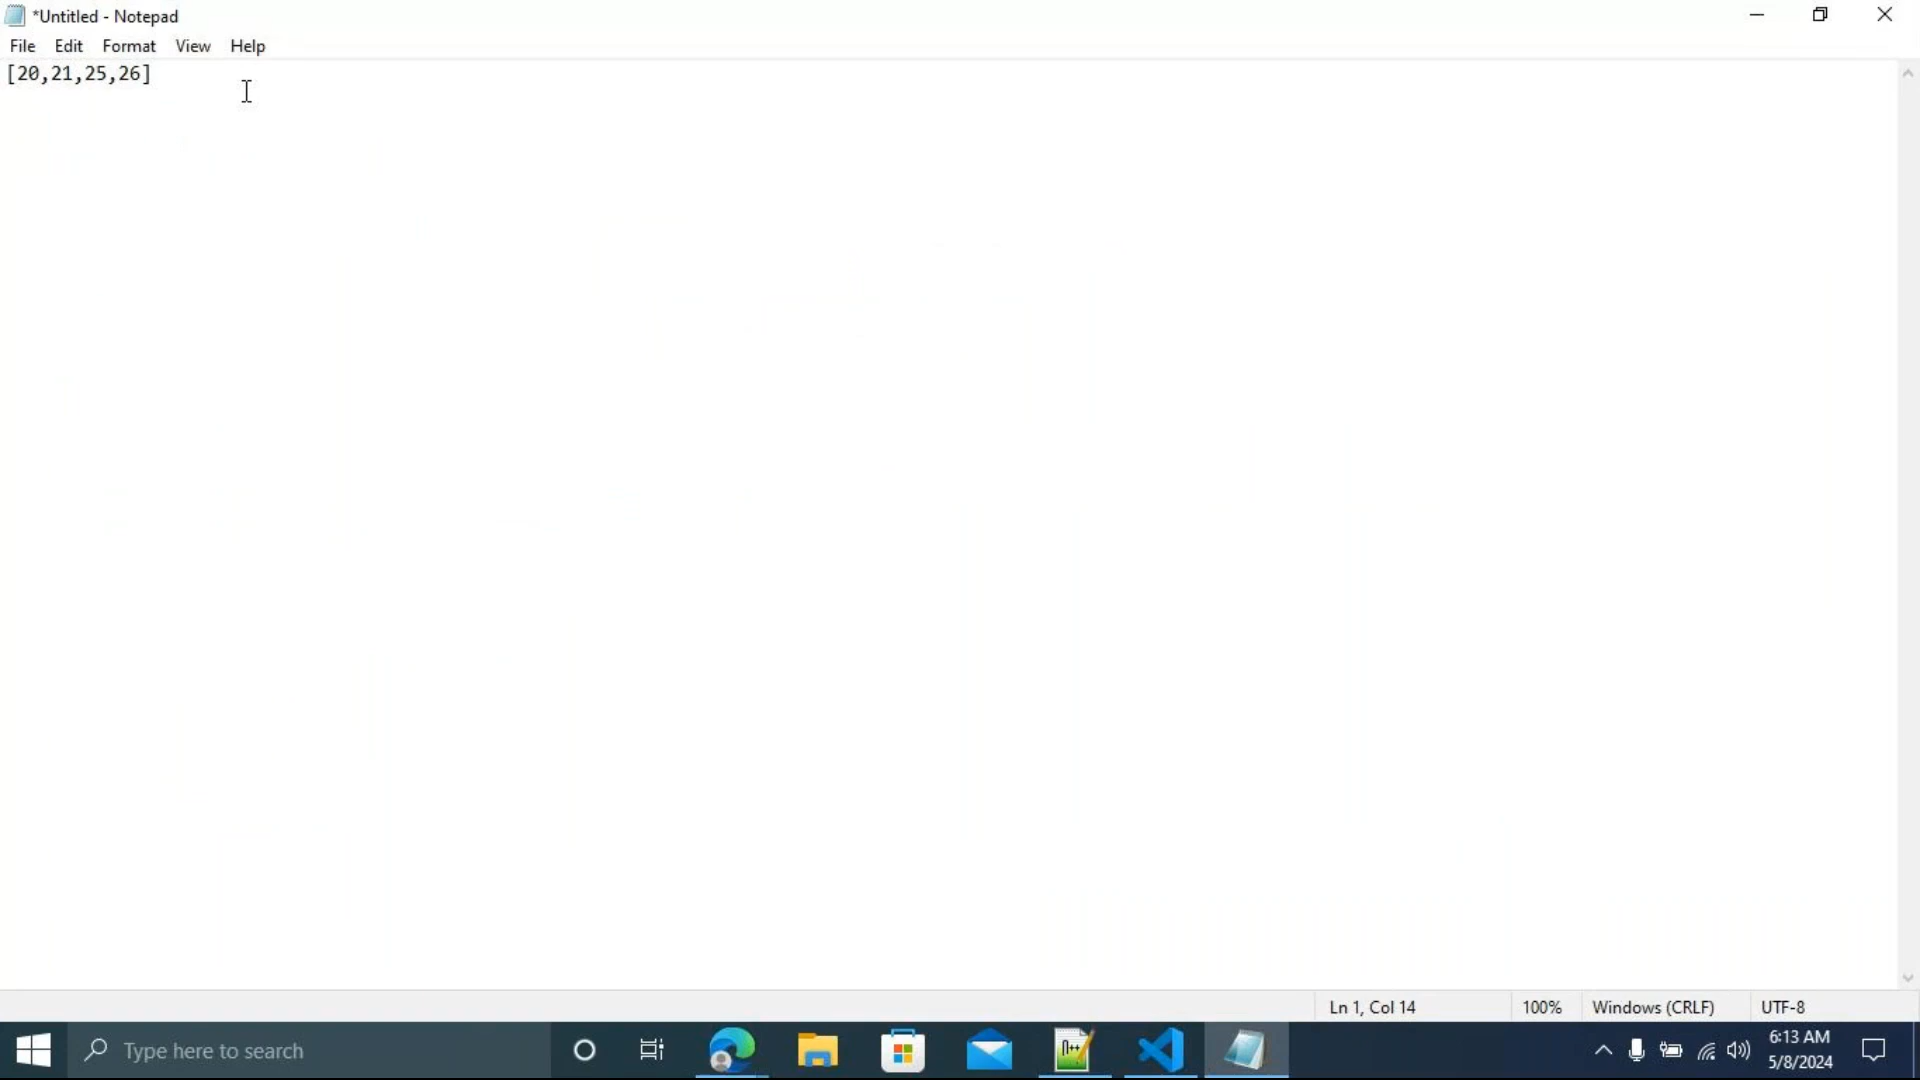 *Untitled - Notepad
File Edit Format View Help
[20,21,25,26]
Ln 1, Col 14 100% Windows (CRLF) UTF-8
Type here to search
6:13 AM
5/8/2024